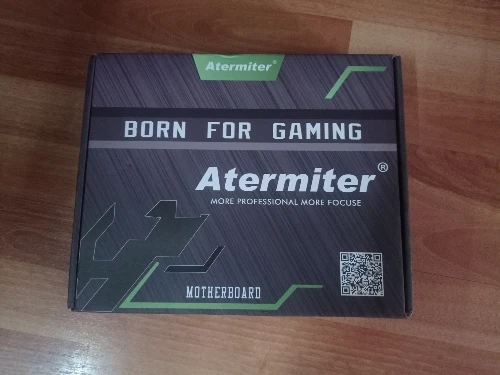 Atermiter®
BORN FOR GAMING
Atermiter®
MORE PROFESSIONAL MORE FOCUSE
MOTHERBOARD